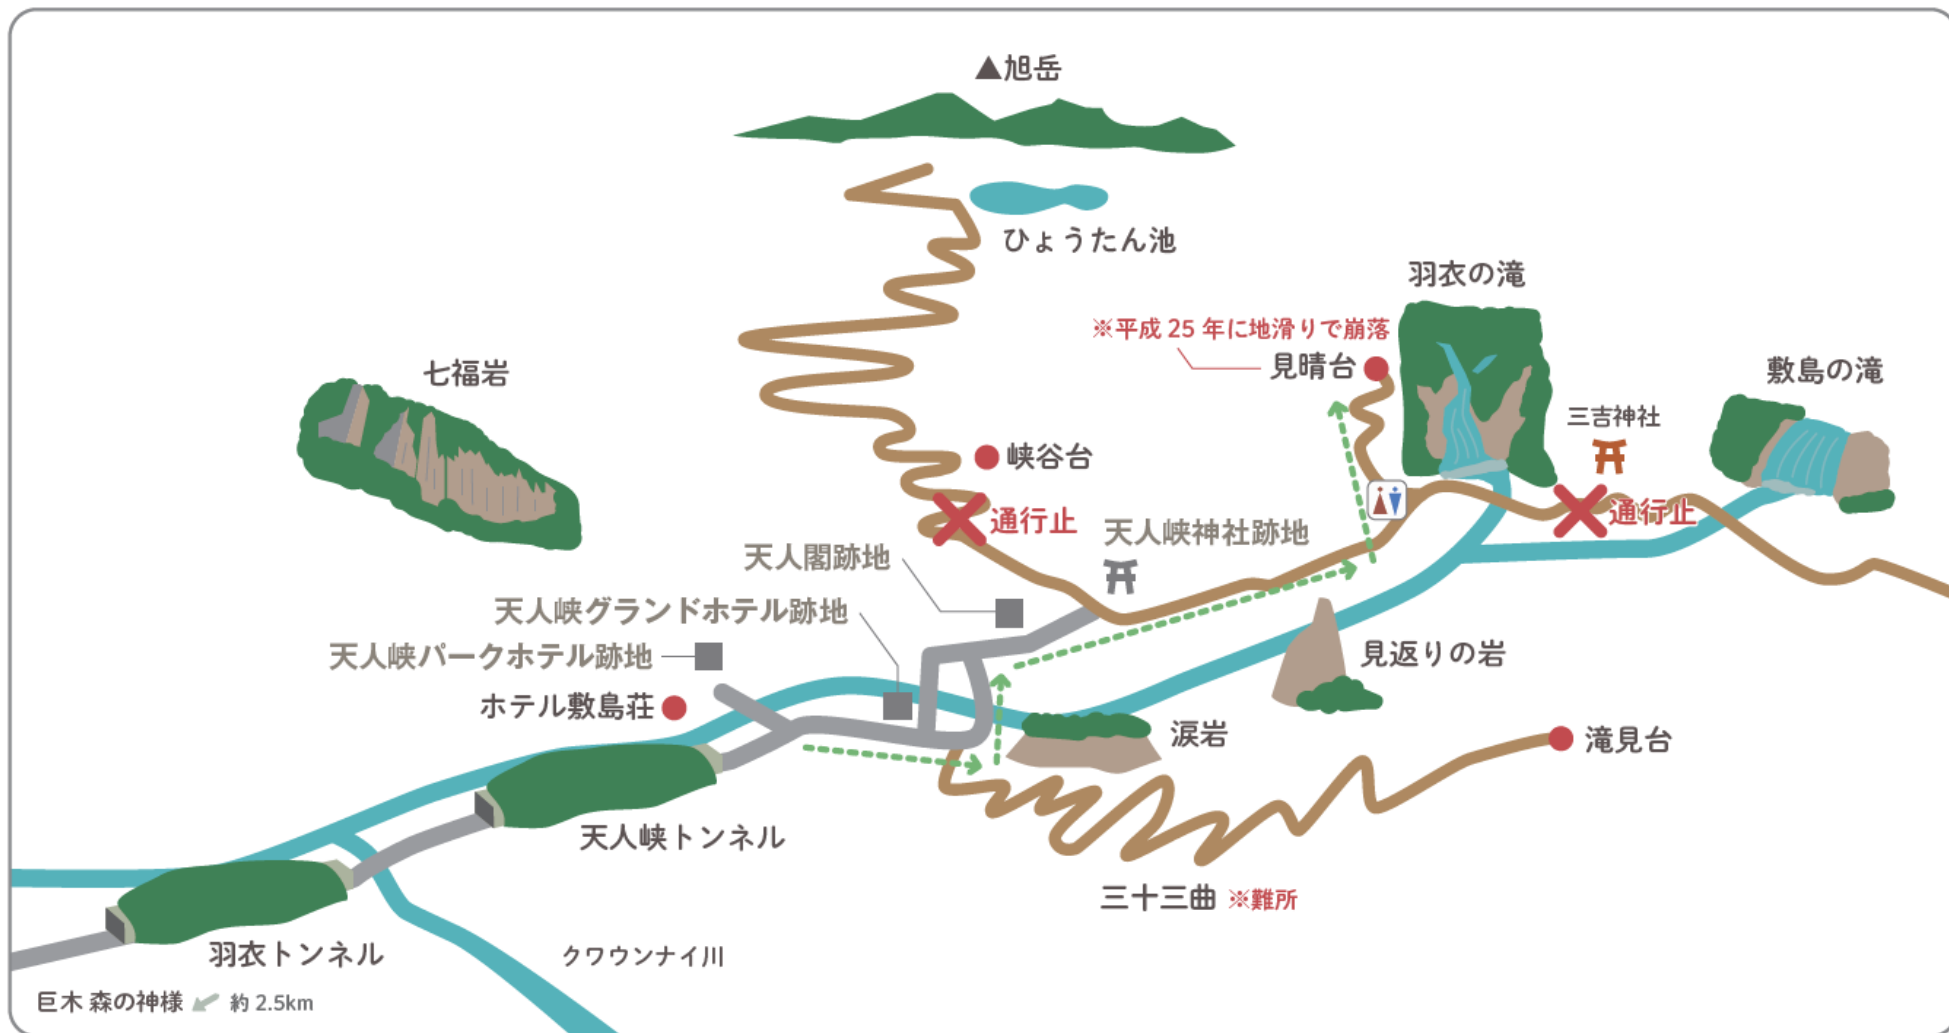 ▲旭岳
ひょうたん池
羽衣の滝
※平成 25 年に地滑りで崩落
見晴台
七福岩
敷島の滝
三吉神社
峡谷台
通行止
通行止
天人峡神社跡地
天人閣跡地
天人峡グランドホテル跡地
天人峡パークホテル跡地
見返りの岩
ホテル敷島荘
涙岩
滝見台
天人峡トンネル
三十三曲 ※難所
羽衣トンネル
クワウンナイ川
巨木 森の神様 約 2.5km